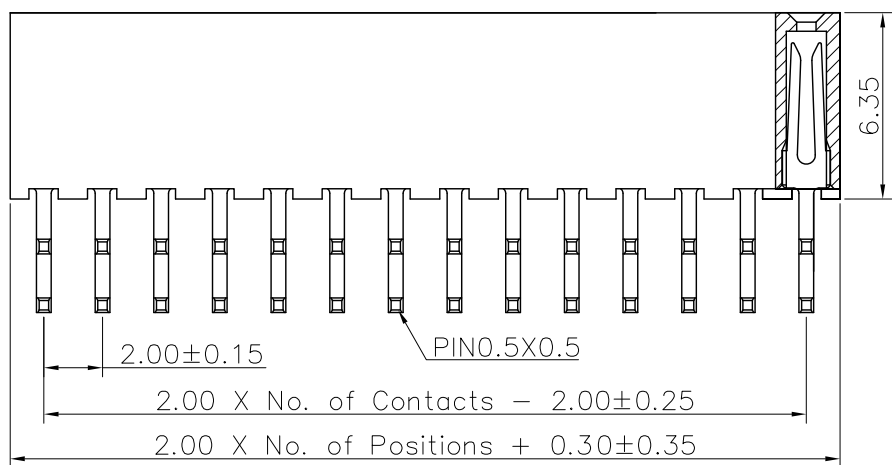 6.35
PIN0.5X0.5
2.00±0.15
2.00 X No. of Contacts - 2.00±0.25
2.00 X No. of Positions + 0.30±0.35